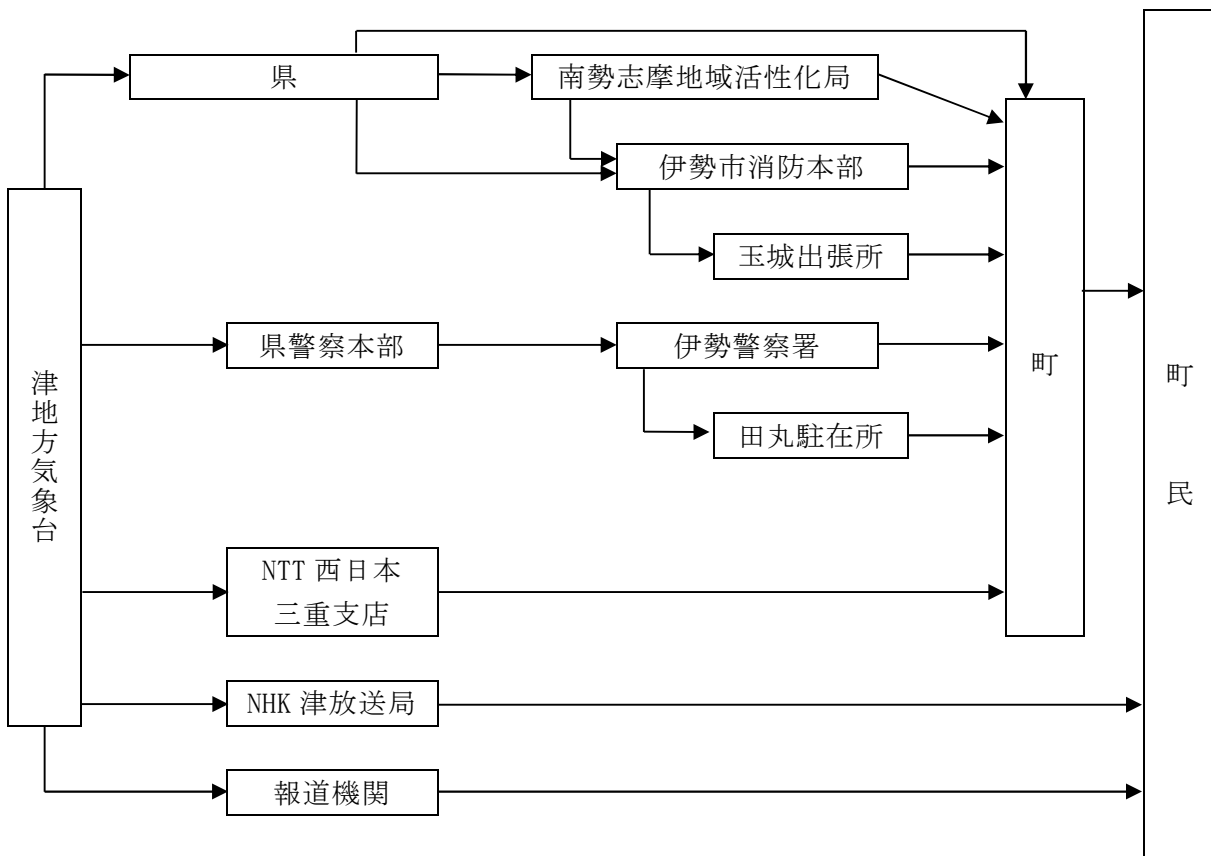 県
南勢志摩地域活性化局
伊勢市消防本部
玉城出張所
県警察本部
伊勢警察署
田丸駐在所
津地方気象台
NTT 西日本
三重支店
NHK 津放送局
報道機関
町
町民